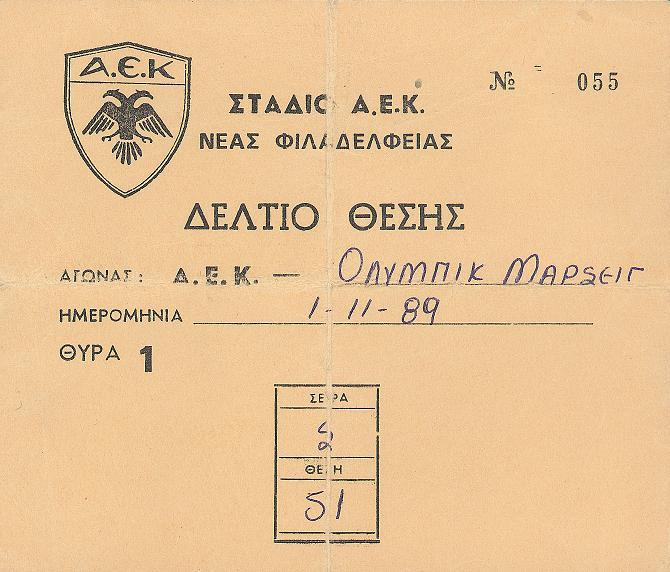 Α.Ε.Κ
ΣΤΑΔΙΟ Α.Ε.Κ.
ΝΕΑΣ ΦΙΛΑΔΕΛΦΕΙΑΣ
№ 055
ΔΕΛΤΙΟ ΘΕΣΗΣ
ΑΓΩΝΑΣ: Α.Ε.Κ. — ΟΛΥΜΠΙΚ ΜΑΡΣΕΙΓ
ΗΜΕΡΟΜΗΝΙΑ 1-11-89
ΘΥΡΑ 1
ΣΕΙΡΑ
2
ΘΕΣΗ
51